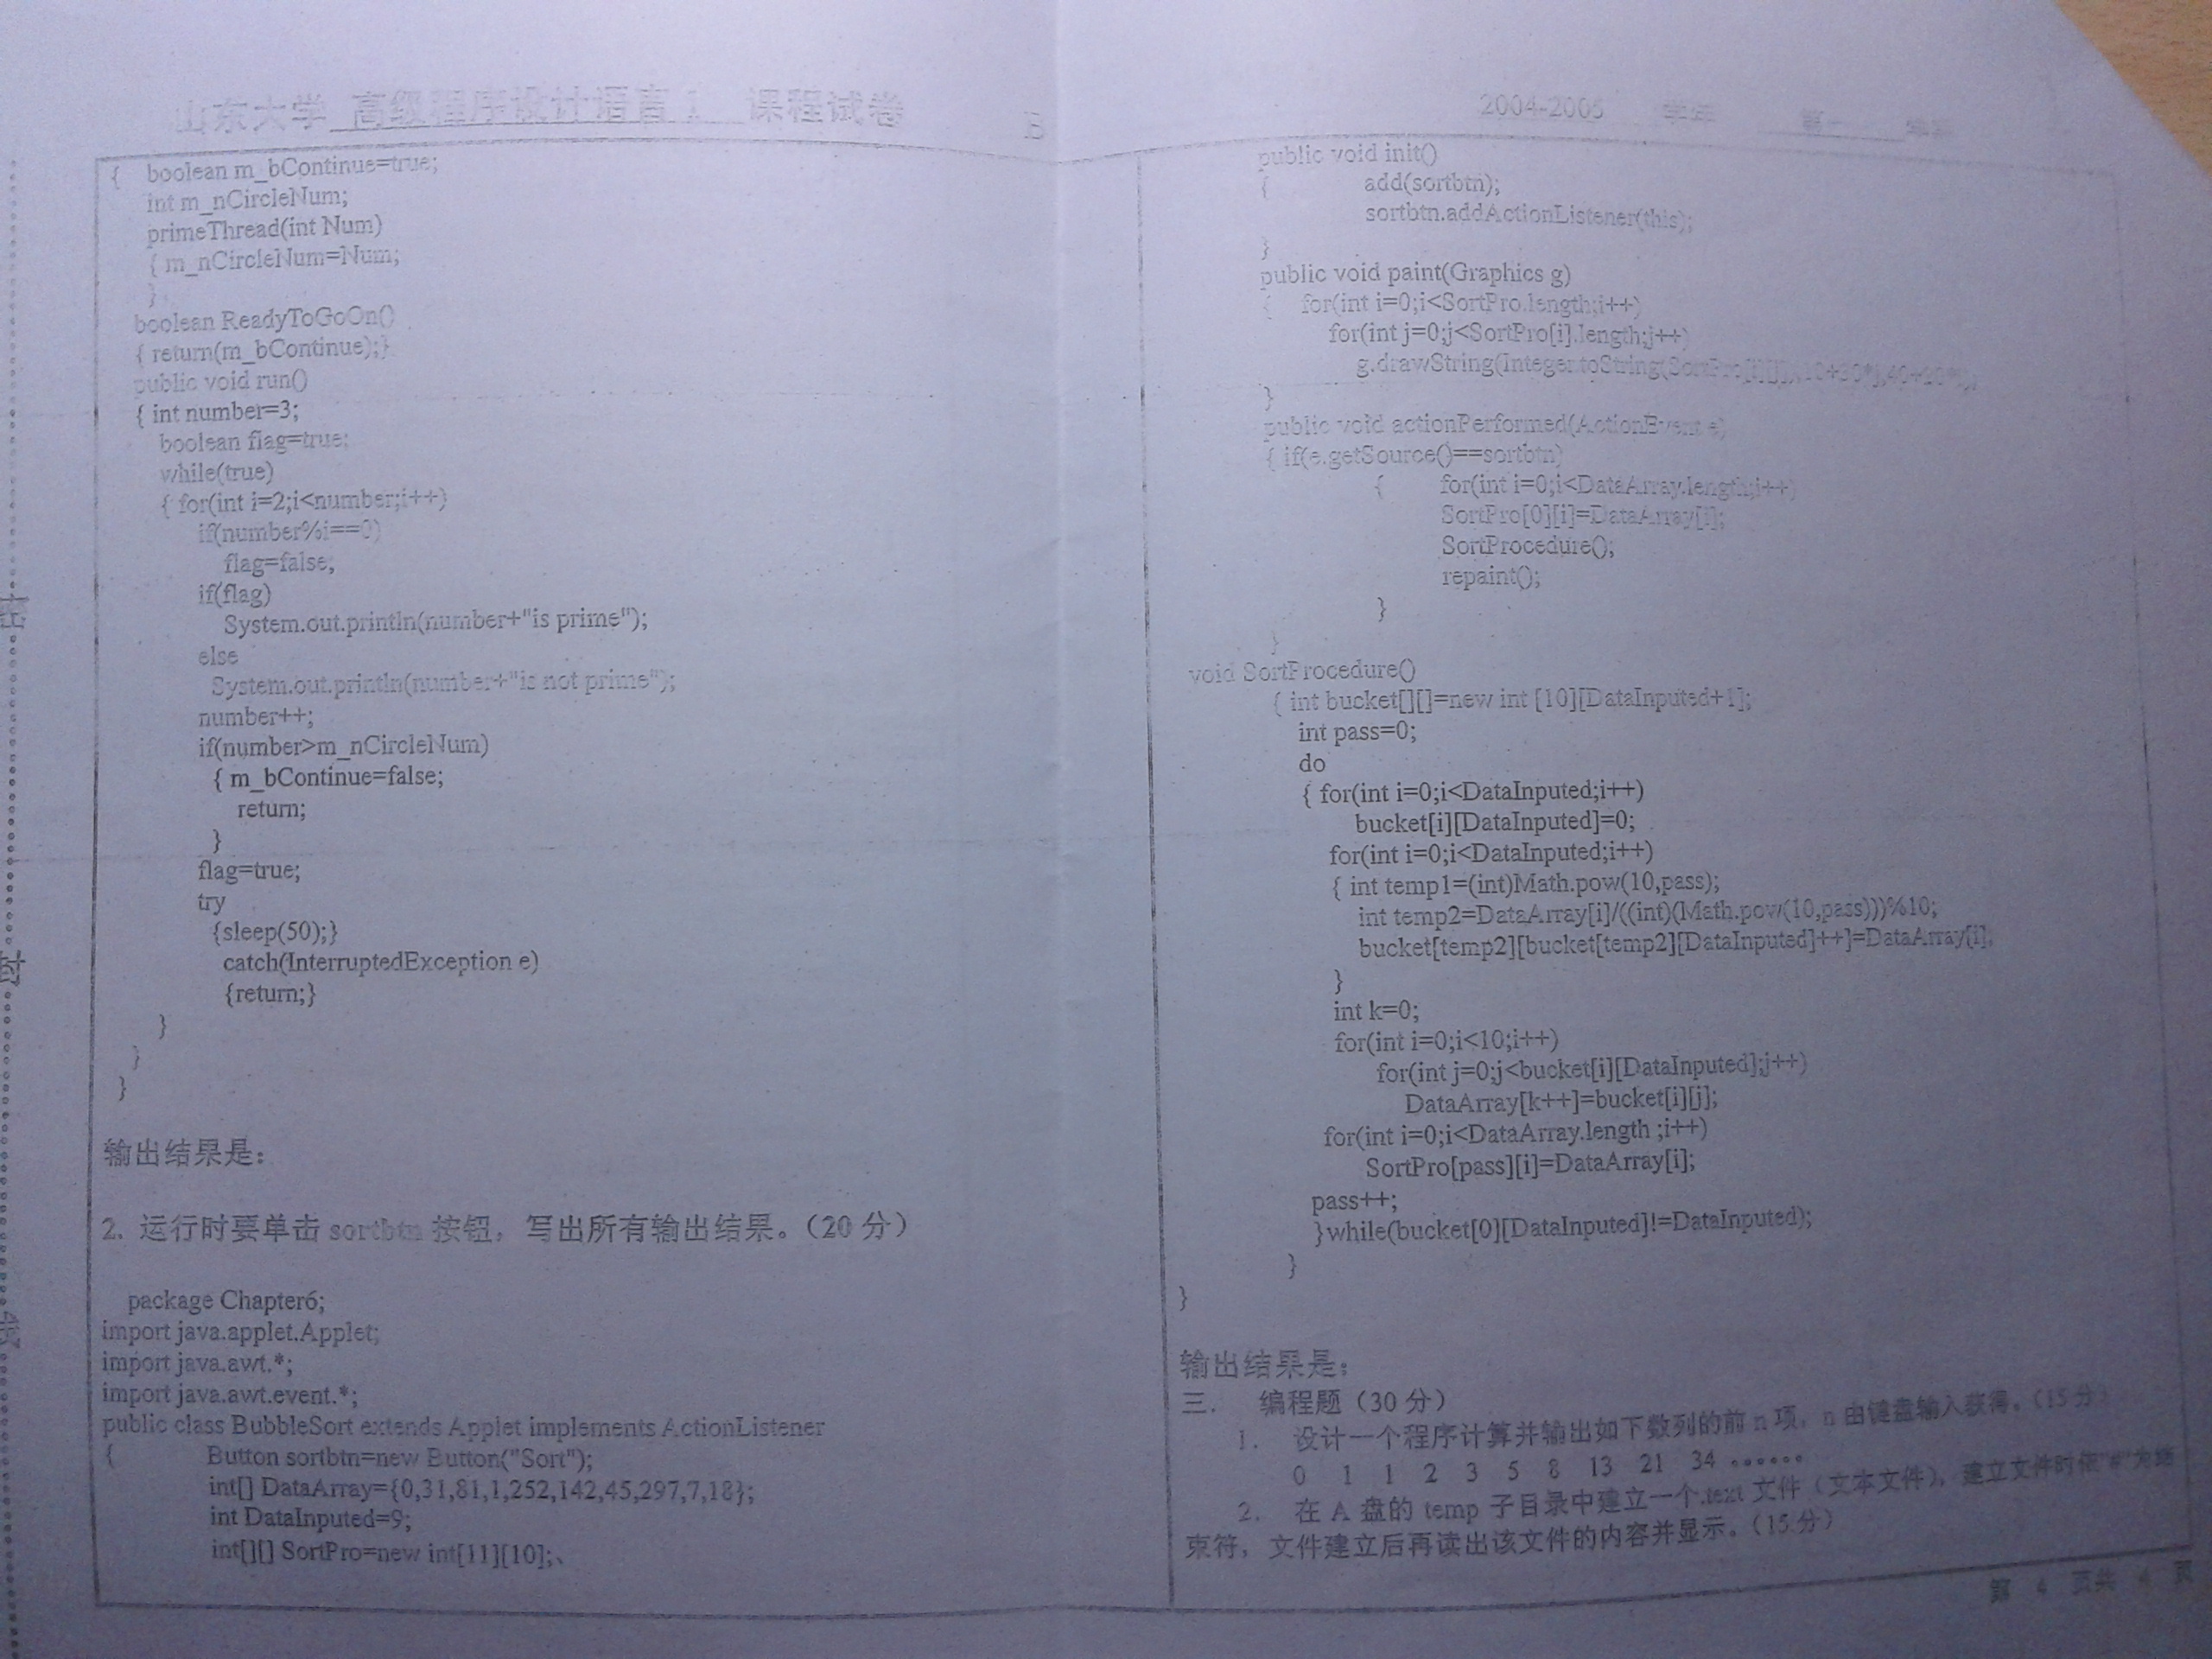 山东大学 高级程序设计语言 1 课程试卷 B
{ boolean m_bContinue=true;
int m_nCircleNum;
primeThread(int Num)
{ m_nCircleNum=Num;
}
boolean ReadyToGoOn()
{ return(m_bContinue);}
public void run()
{ int number=3;
boolean flag=true;
while(true)
{ for(int i=2;i<number;i++)
if(number%i==0)
flag=false;
if(flag)
System.out.println(number+"is prime");
else
System.out.println(number+"is not prime");
number++;
if(number>m_nCircleNum)
{ m_bContinue=false;
return;
}
flag=true;
try
{sleep(50);}
catch(InterruptedException e)
{return;}
}
}
}
输出结果是:
2. 运行时要单击 sortbtn 按钮，写出所有输出结果。（20 分）
package Chapter6;
import java.applet.Applet;
import java.awt.*;
import java.awt.event.*;
public class BubbleSort extends Applet implements ActionListener
{ Button sortbtn=new Button("Sort");
int[] DataArray={0,31,81,1,252,142,45,297,7,18};
int DataInputed=9;
int[][] SortPro=new int[11][10];、
2004-2005 学年 第一 学期
public void init()
{ add(sortbtn);
sortbtn.addActionListener(this);
}
public void paint(Graphics g)
{ for(int i=0;i<SortPro.length;i++)
for(int j=0;j<SortPro[i].length;j++)
g.drawString(Integer.toString(SortPro[i][j]),10+30*j,40+20*i);
}
public void actionPerformed(ActionEvent e)
{ if(e.getSource()==sortbtn)
{ for(int i=0;i<DataArray.length;i++)
SortPro[0][i]=DataArray[i];
SortProcedure();
repaint();
}
}
void SortProcedure()
{ int bucket[][]=new int [10][DataInputed+1];
int pass=0;
do
{ for(int i=0;i<DataInputed;i++)
bucket[i][DataInputed]=0;
for(int i=0;i<DataInputed;i++)
{ int temp1=(int)Math.pow(10,pass);
int temp2=DataArray[i]/((int)(Math.pow(10,pass)))%10;
bucket[temp2][bucket[temp2][DataInputed]++]=DataArray[i];
}
int k=0;
for(int i=0;i<10;i++)
for(int j=0;j<bucket[i][DataInputed];j++)
DataArray[k++]=bucket[i][j];
for(int i=0;i<DataArray.length ;i++)
SortPro[pass][i]=DataArray[i];
pass++;
}while(bucket[0][DataInputed]!=DataInputed);
}
}
输出结果是:
三. 编程题（30 分）
1. 设计一个程序计算并输出如下数列的前 n 项，n 由键盘输入获得。（15 分）
0 1 1 2 3 5 8 13 21 34 ……
2. 在 A 盘的 temp 子目录中建立一个.text 文件（文本文件），建立文件时依"#"为结
束符，文件建立后再读出该文件的内容并显示。（15 分）
第 4 页共 4 页